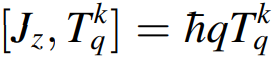 [J_z, T_q^k] = ħqT_q^k